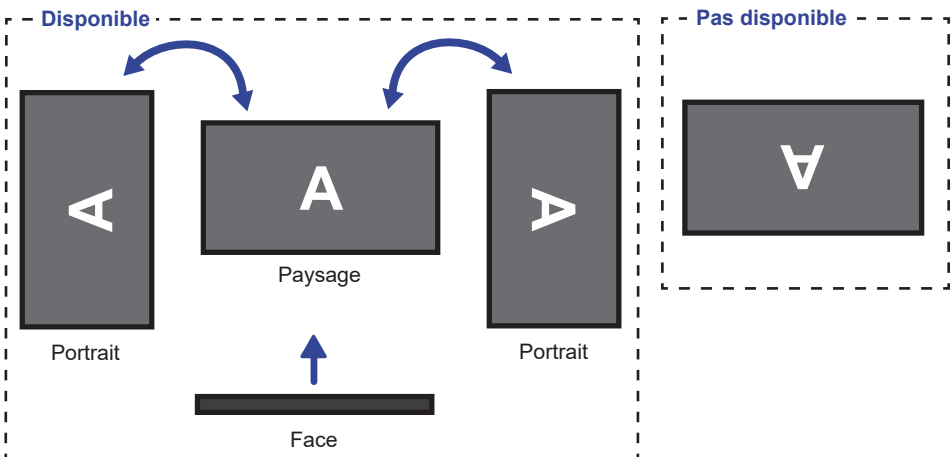 Disponible
Pas disponible
A
A
A
A
Paysage
Portrait
Portrait
Face